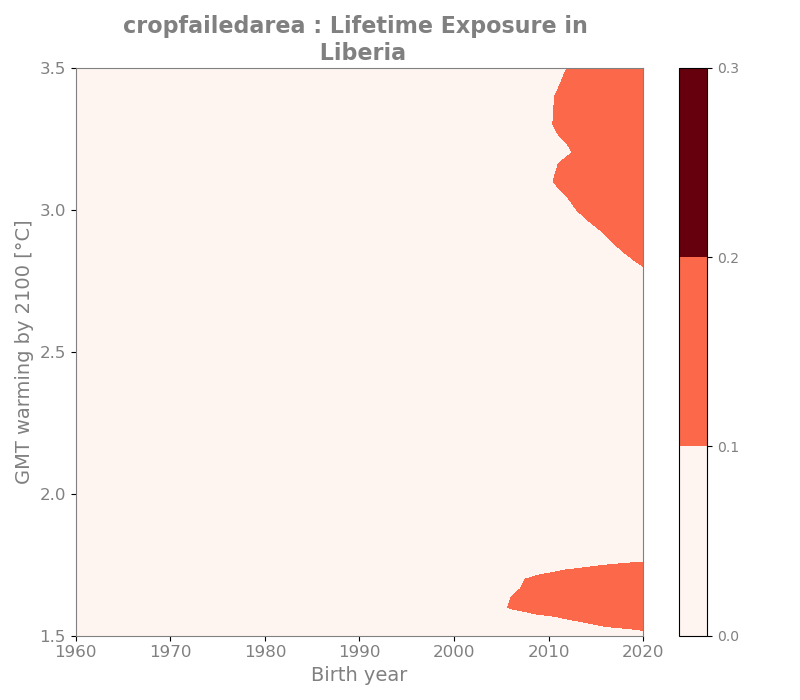 cropfailedarea : Lifetime Exposure in
Liberia
3.5
3.0
2.5
2.0
1.5
GMT warming by 2100 [°C]
1960 1970 1980 1990 2000 2010 2020
Birth year
0.3
0.2
0.1
0.0